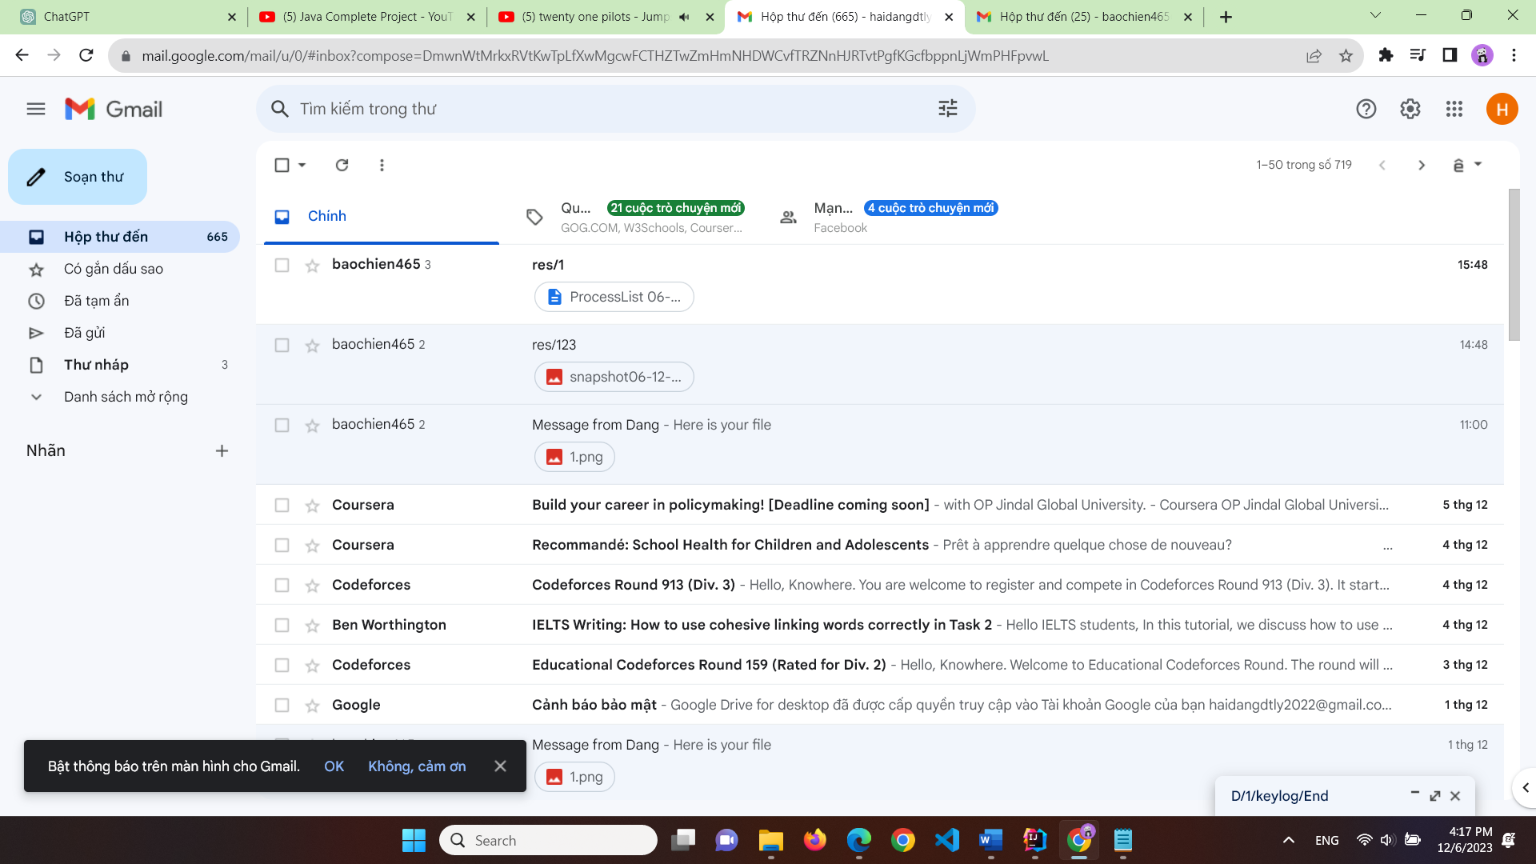 ChatGPT
(5) Java Complete Project - YouT
(5) twenty one pilots - Jump
Hộp thư đến (665) - haidangdtly
Hộp thư đến (25) - baochien465
mail.google.com/mail/u/0/#inbox?compose=DmwnWtMrkxRVtKwTpLfXwMgcwFCTHZTwZmHmNHDWCvfTRZNnHJRTvtPgfKGcfbppnLjWmPHFpvwL
Gmail
Tìm kiếm trong thư
H
Soạn thư
1–50 trong số 719
ê
Chính
Qu... 21 cuộc trò chuyện mới
GOG.COM, W3Schools, Courser...
Mạn... 4 cuộc trò chuyện mới
Facebook
Hộp thư đến 665
Có gắn dấu sao
Đã tạm ẩn
Đã gửi
Thư nháp 3
Danh sách mở rộng
Nhãn
baochien465 3 res/1 15:48
ProcessList 06-...
baochien465 2 res/123 14:48
snapshot06-12-...
baochien465 2 Message from Dang - Here is your file 11:00
1.png
Coursera Build your career in policymaking! [Deadline coming soon] - with OP Jindal Global University. - Coursera OP Jindal Global Universi... 5 thg 12
Coursera Recommandé: School Health for Children and Adolescents - Prêt à apprendre quelque chose de nouveau? ... 4 thg 12
Codeforces Codeforces Round 913 (Div. 3) - Hello, Knowhere. You are welcome to register and compete in Codeforces Round 913 (Div. 3). It start... 4 thg 12
Ben Worthington IELTS Writing: How to use cohesive linking words correctly in Task 2 - Hello IELTS students, In this tutorial, we discuss how to use ... 4 thg 12
Codeforces Educational Codeforces Round 159 (Rated for Div. 2) - Hello, Knowhere. Welcome to Educational Codeforces Round. The round will ... 3 thg 12
Google Cảnh báo bảo mật - Google Drive for desktop đã được cấp quyền truy cập vào Tài khoản Google của bạn haidangdtly2022@gmail.co... 1 thg 12
Message from Dang - Here is your file 1 thg 12
1.png
Bật thông báo trên màn hình cho Gmail. OK Không, cảm ơn
D/1/keylog/End
Search
ENG
4:17 PM
12/6/2023